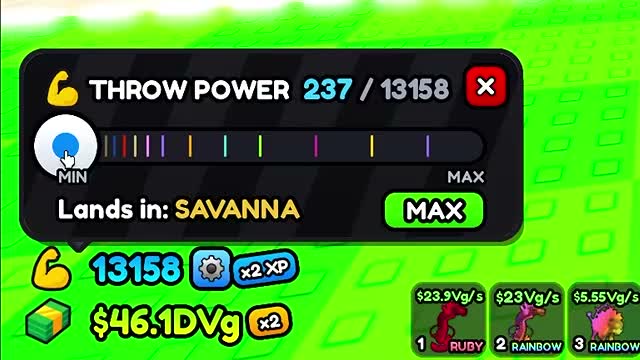 THROW POWER 237 / 13158 X
MIN MAX
Lands in: SAVANNA MAX
13158 x2 XP
$46.1DVg x2
$23.9Vg/s $23Vg/s $5.55Vg/s
1 RUBY 2 RAINBOW 3 RAINBOW